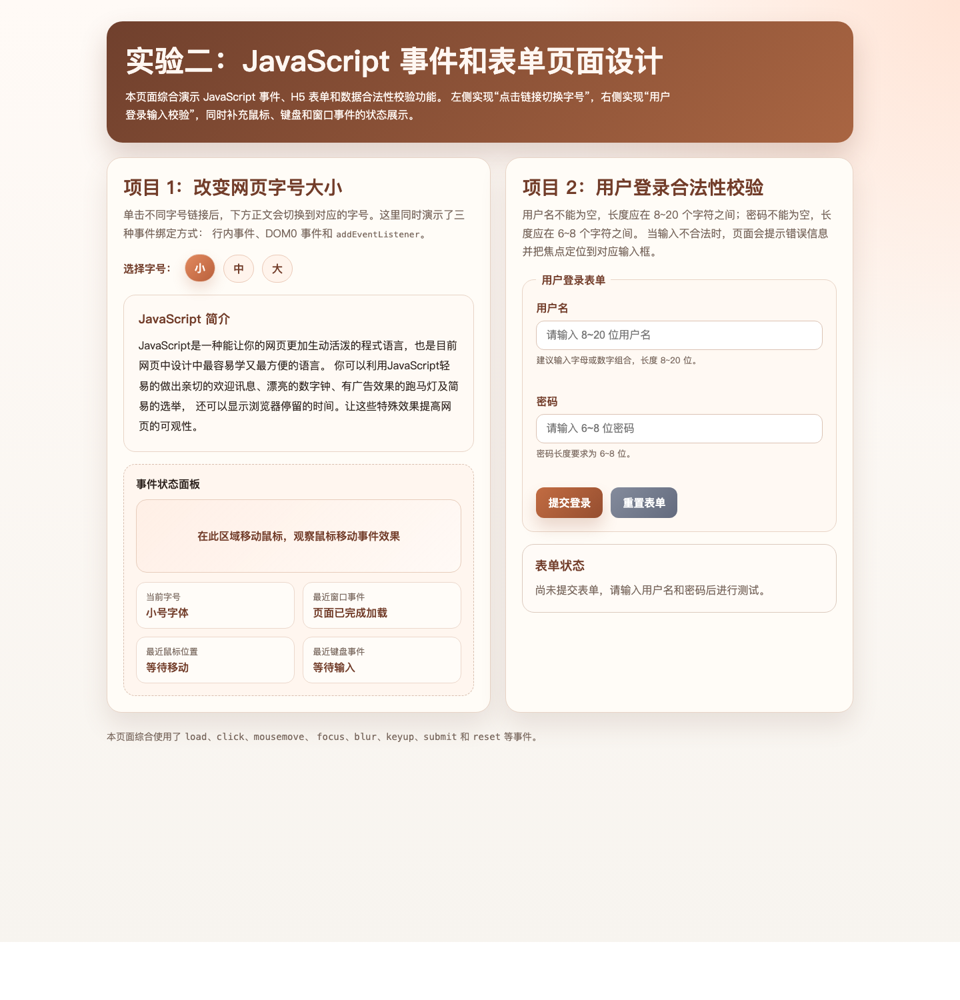 实验二：JavaScript 事件和表单页面设计
本页面综合演示 JavaScript 事件、H5 表单和数据合法性校验功能。 左侧实现“点击链接切换字号”，右侧实现“用户
登录输入校验”，同时补充鼠标、键盘和窗口事件的状态展示。
项目 1：改变网页字号大小
单击不同字号链接后，下方正文会切换到对应的字号。这里同时演示了三
种事件绑定方式： 行内事件、DOM0 事件和 addEventListener。
选择字号： 小 中 大
JavaScript 简介
JavaScript是一种能让你的网页更加生动活泼的程式语言，也是目前
网页中设计中最容易学又最方便的语言。 你可以利用JavaScript轻
易的做出亲切的欢迎讯息、漂亮的数字钟、有广告效果的跑马灯及简
易的选举， 还可以显示浏览器停留的时间。让这些特殊效果提高网
页的可观性。
事件状态面板
在此区域移动鼠标，观察鼠标移动事件效果
当前字号
小号字体
最近窗口事件
页面已完成加载
最近鼠标位置
等待移动
最近键盘事件
等待输入
项目 2：用户登录合法性校验
用户名不能为空，长度应在 8~20 个字符之间；密码不能为空，长
度应在 6~8 个字符之间。 当输入不合法时，页面会提示错误信息
并把焦点定位到对应输入框。
用户登录表单
用户名
请输入 8~20 位用户名
建议输入字母或数字组合，长度 8~20 位。
密码
请输入 6~8 位密码
密码长度要求为 6~8 位。
提交登录 重置表单
表单状态
尚未提交表单，请输入用户名和密码后进行测试。
本页面综合使用了 load、click、mousemove、 focus、blur、keyup、submit 和 reset 等事件。